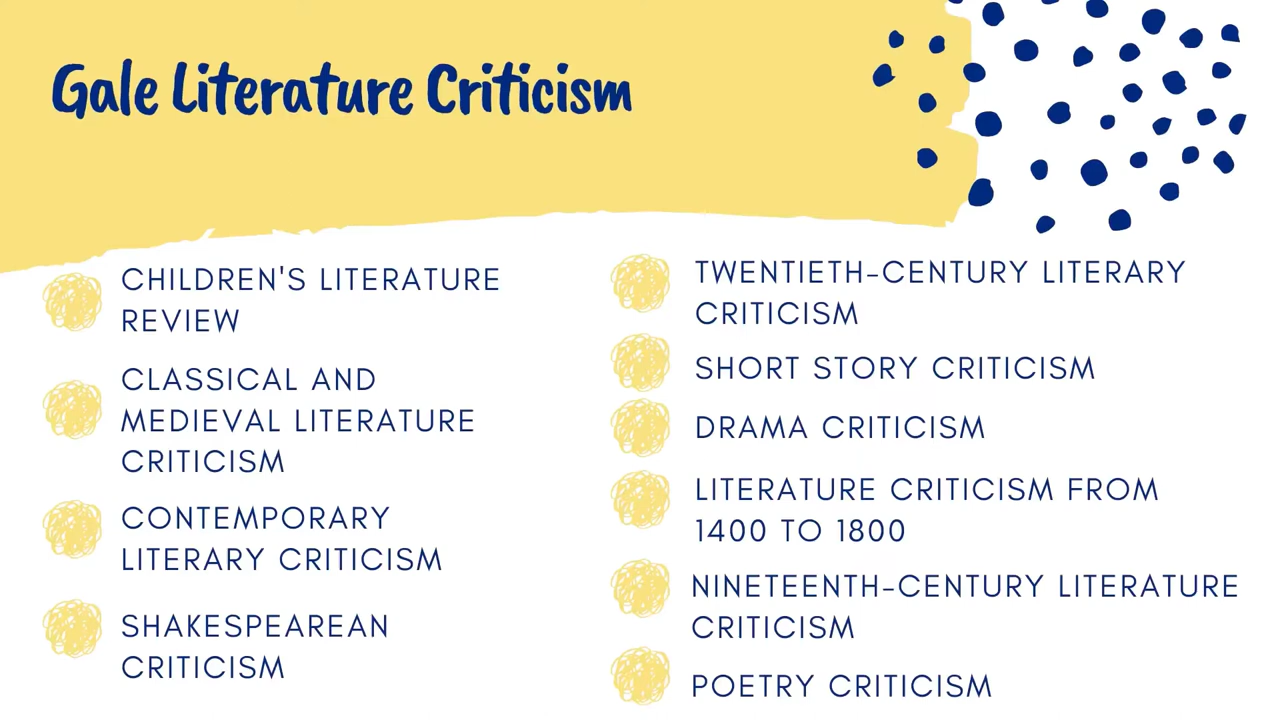 Gale Literature Criticism
CHILDREN'S LITERATURE
REVIEW
CLASSICAL AND
MEDIEVAL LITERATURE
CRITICISM
CONTEMPORARY
LITERARY CRITICISM
SHAKESPEAREAN
CRITICISM
TWENTIETH-CENTURY LITERARY
CRITICISM
SHORT STORY CRITICISM
DRAMA CRITICISM
LITERATURE CRITICISM FROM
1400 TO 1800
NINETEENTH-CENTURY LITERATURE
CRITICISM
POETRY CRITICISM